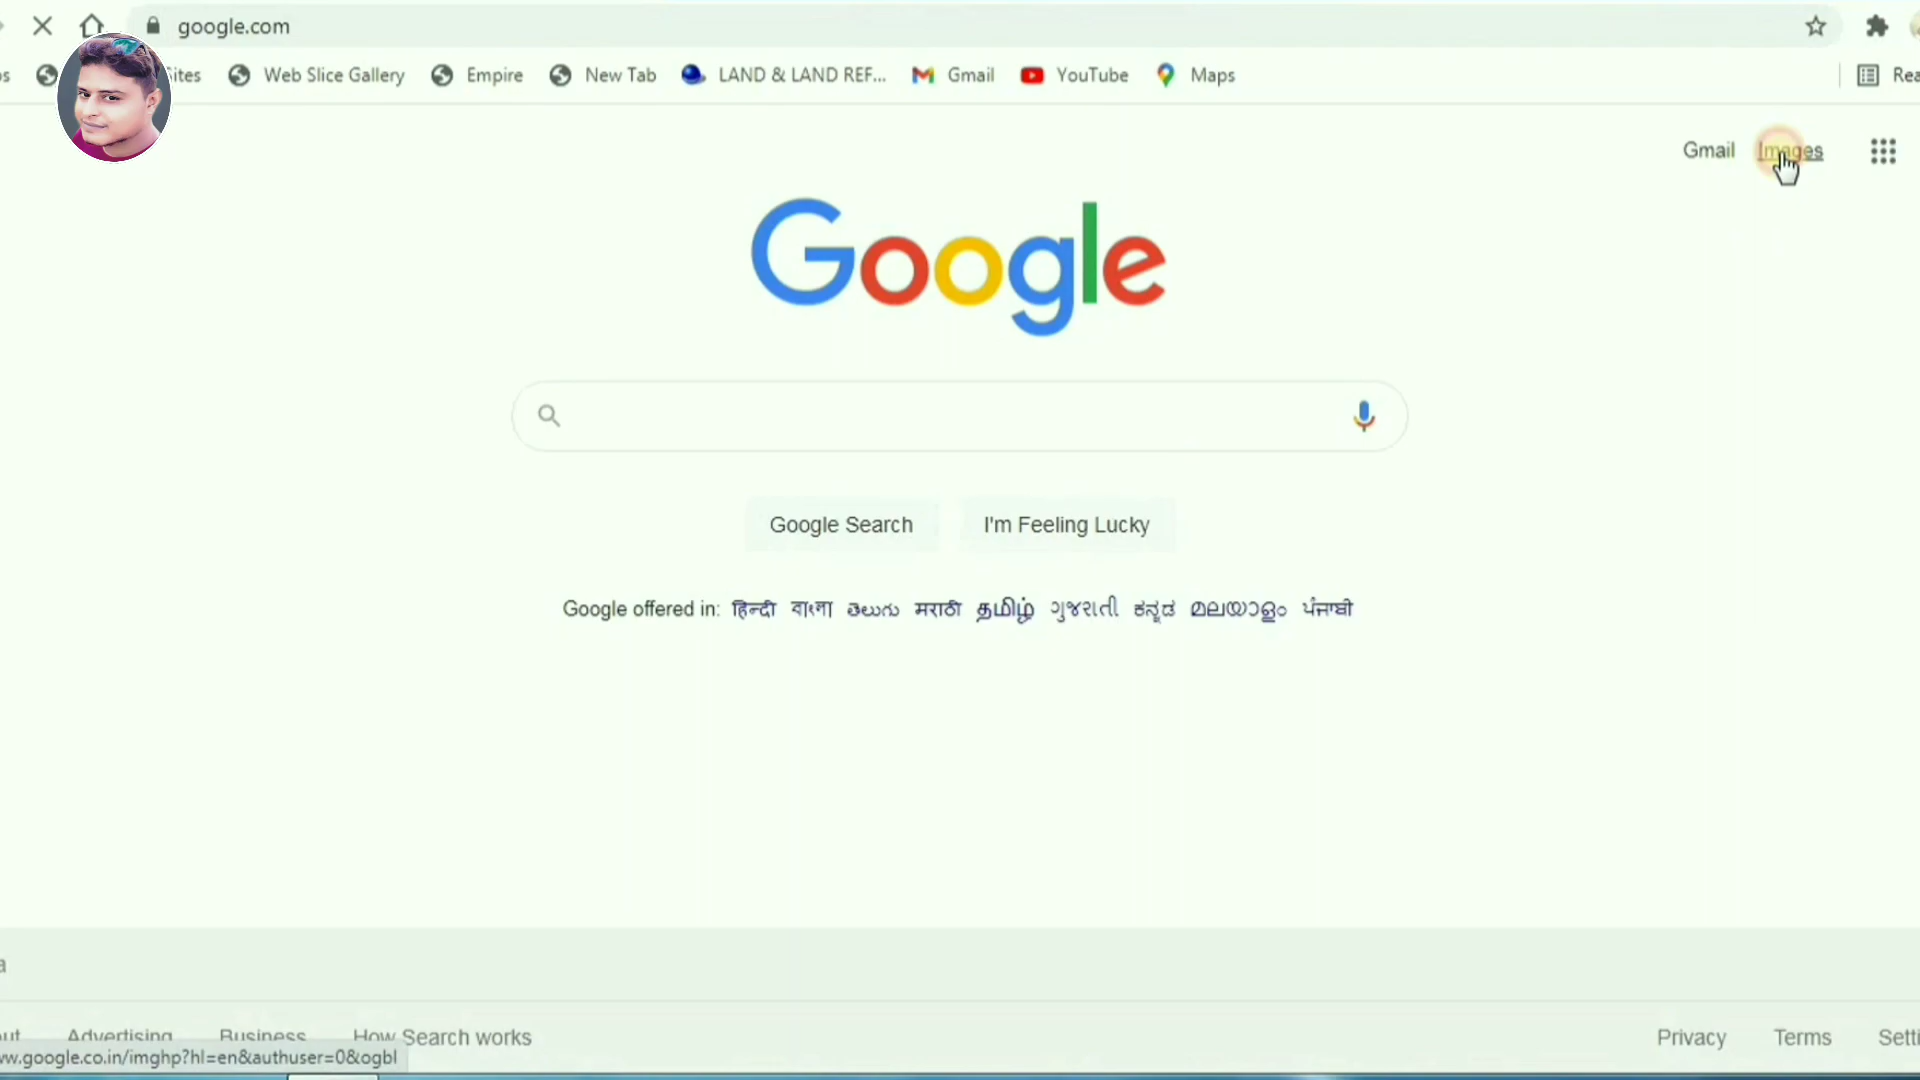 google.com
Sites Web Slice Gallery Empire New Tab LAND & LAND REF... Gmail YouTube Maps
Gmail Images
Google
Google Search I'm Feeling Lucky
Google offered in: हिन्दी বাংলা తెలుగు मराठी தமிழ் ગુજરાતી ಕನ್ನಡ മലയാളം ਪੰਜਾਬੀ
Advertising Business How Search works Privacy Terms
ww.google.co.in/imghp?hl=en&authuser=0&ogbl